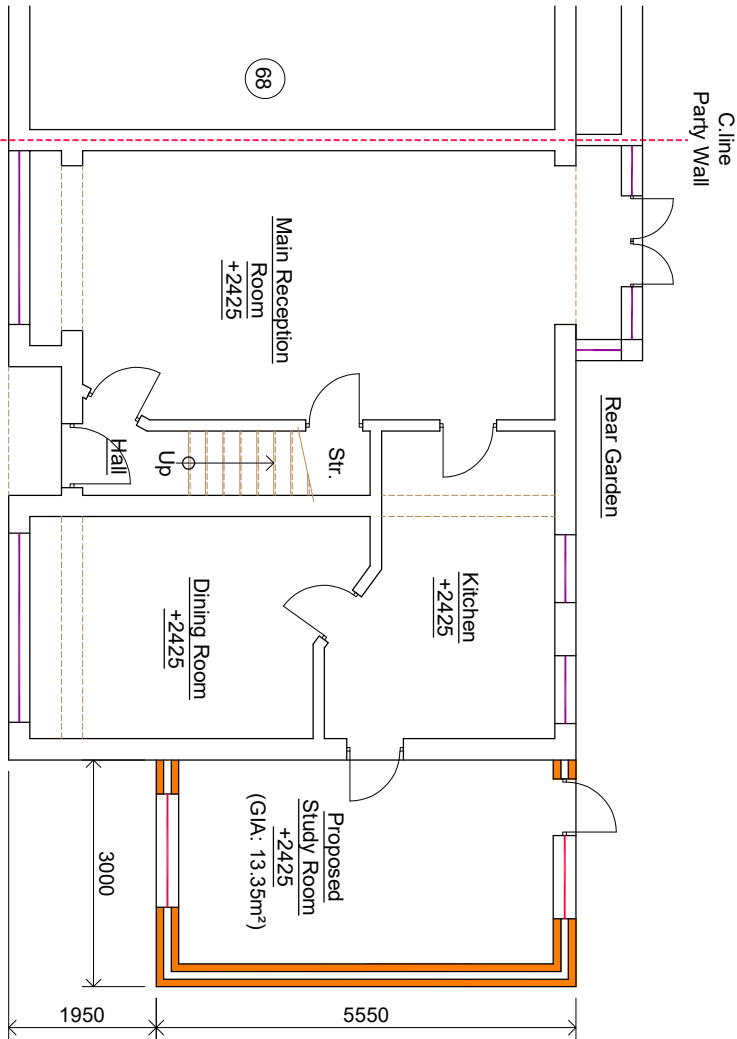 C.line
Party Wall
68
Main Reception
Room
+2425
Rear Garden
Hall
Up
Str.
Kitchen
+2425
Dining Room
+2425
Proposed
Study Room
+2425
(GIA: 13.35m²)
3000
1950
5550